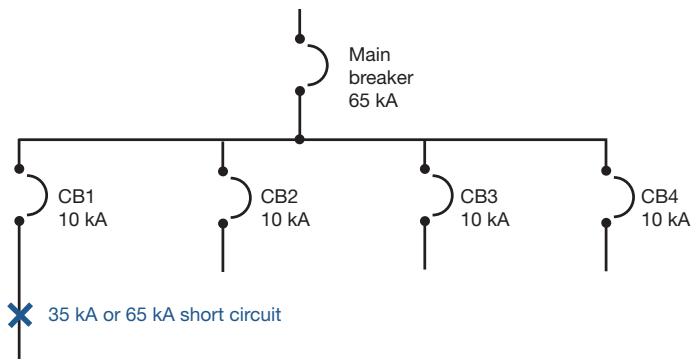 Main
breaker
65 kA
CB1
10 kA
CB2
10 kA
CB3
10 kA
CB4
10 kA
35 kA or 65 kA short circuit